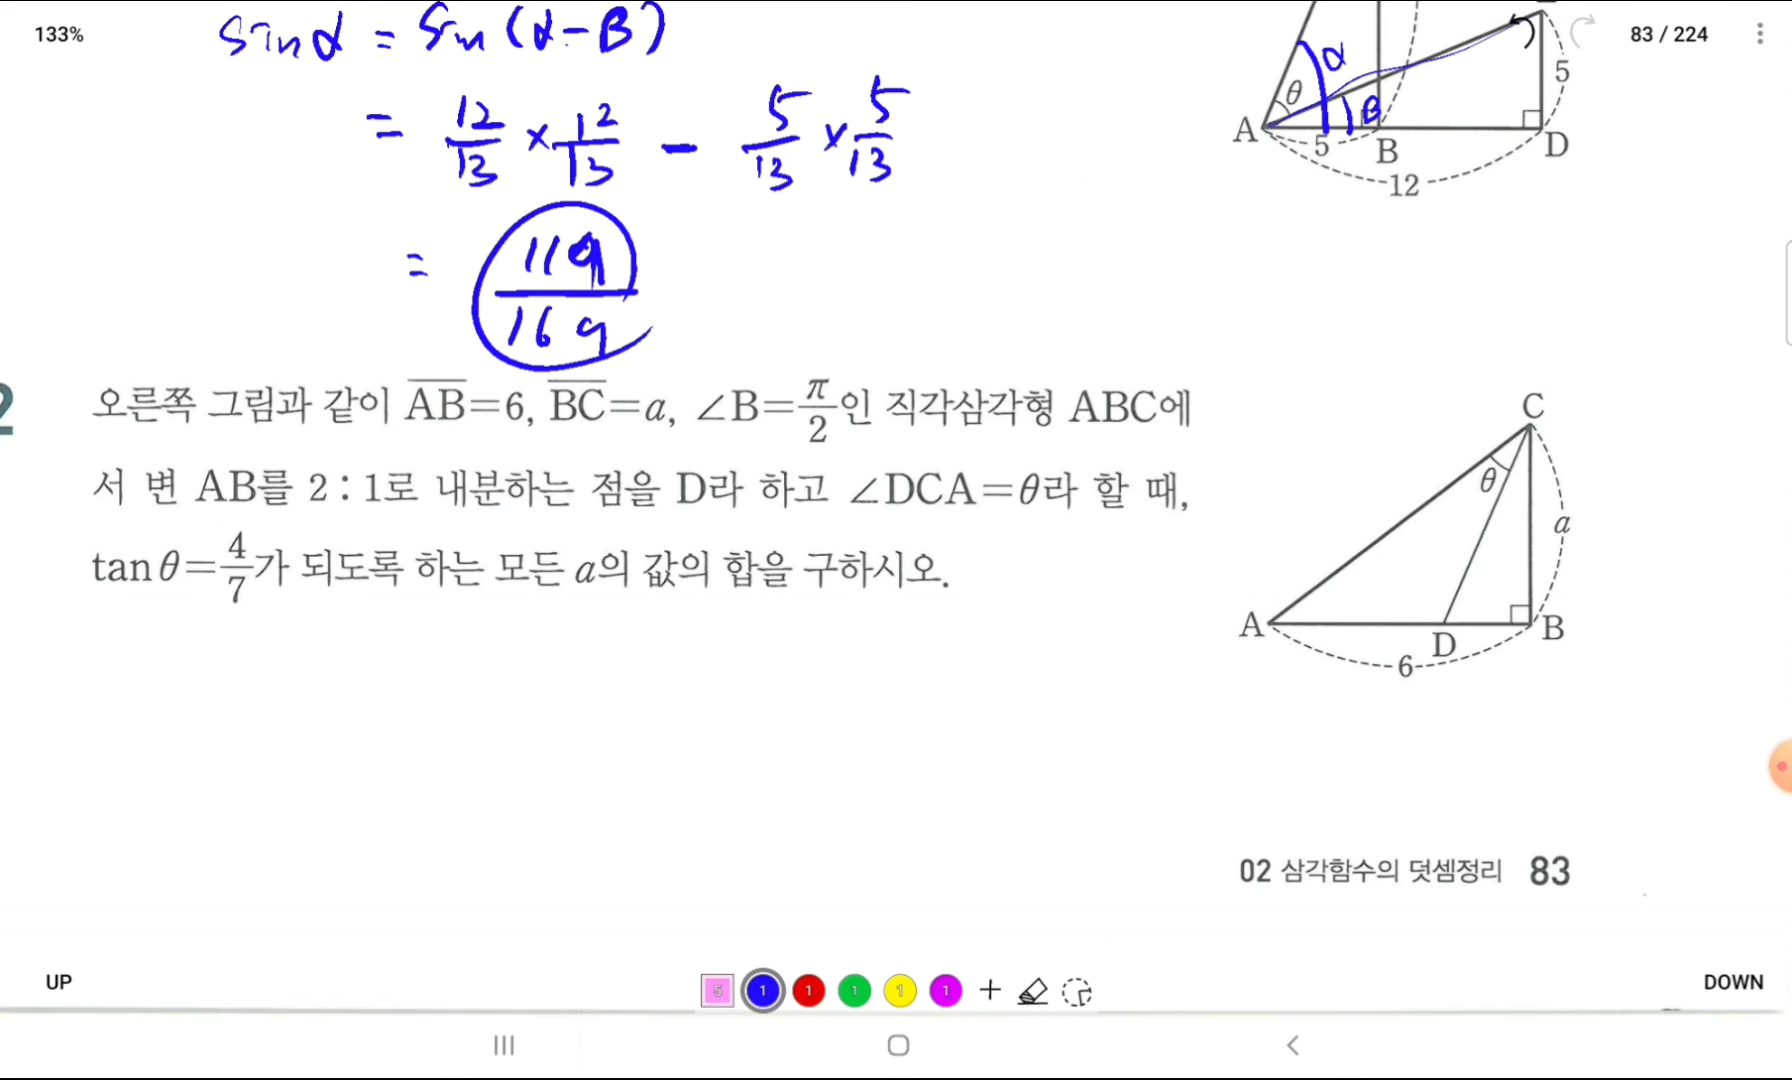 133%
83 / 224
sin α = sin (α - B)
= 12/13 × 12/13 - 5/13 × 5/13
= 119/169
α
θ
B
5
A
5
B
D
12
2
오른쪽 그림과 같이 AB=6, BC=a, ∠B=π/2인 직각삼각형 ABC에
서 변 AB를 2 : 1로 내분하는 점을 D라 하고 ∠DCA=θ라 할 때,
tan θ=4/7가 되도록 하는 모든 a의 값의 합을 구하시오.
C
θ
a
A
D
B
6
02 삼각함수의 덧셈정리 83
UP
5 1 1 1 1 1 +
DOWN